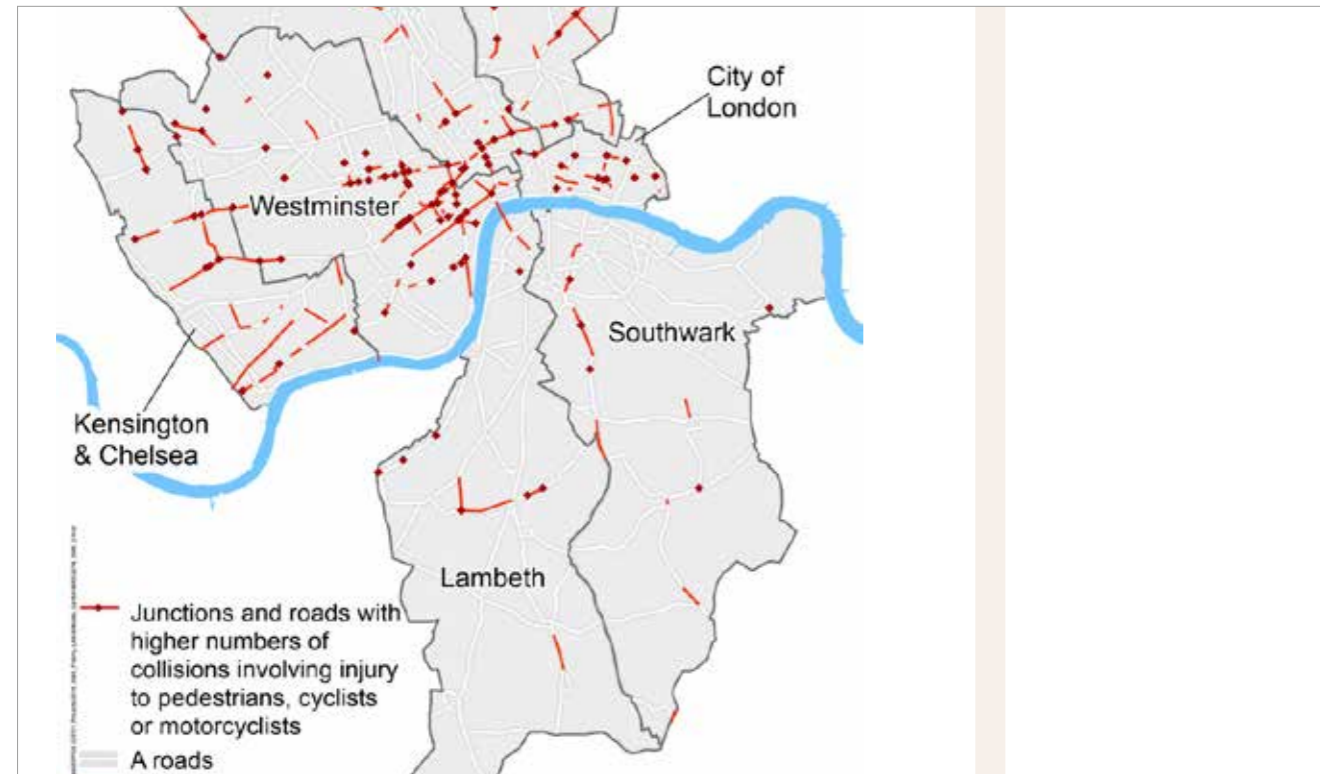 City of
London
Westminster
Southwark
Kensington
& Chelsea
Lambeth
Junctions and roads with
higher numbers of
collisions involving injury
to pedestrians, cyclists
or motorcyclists
A roads